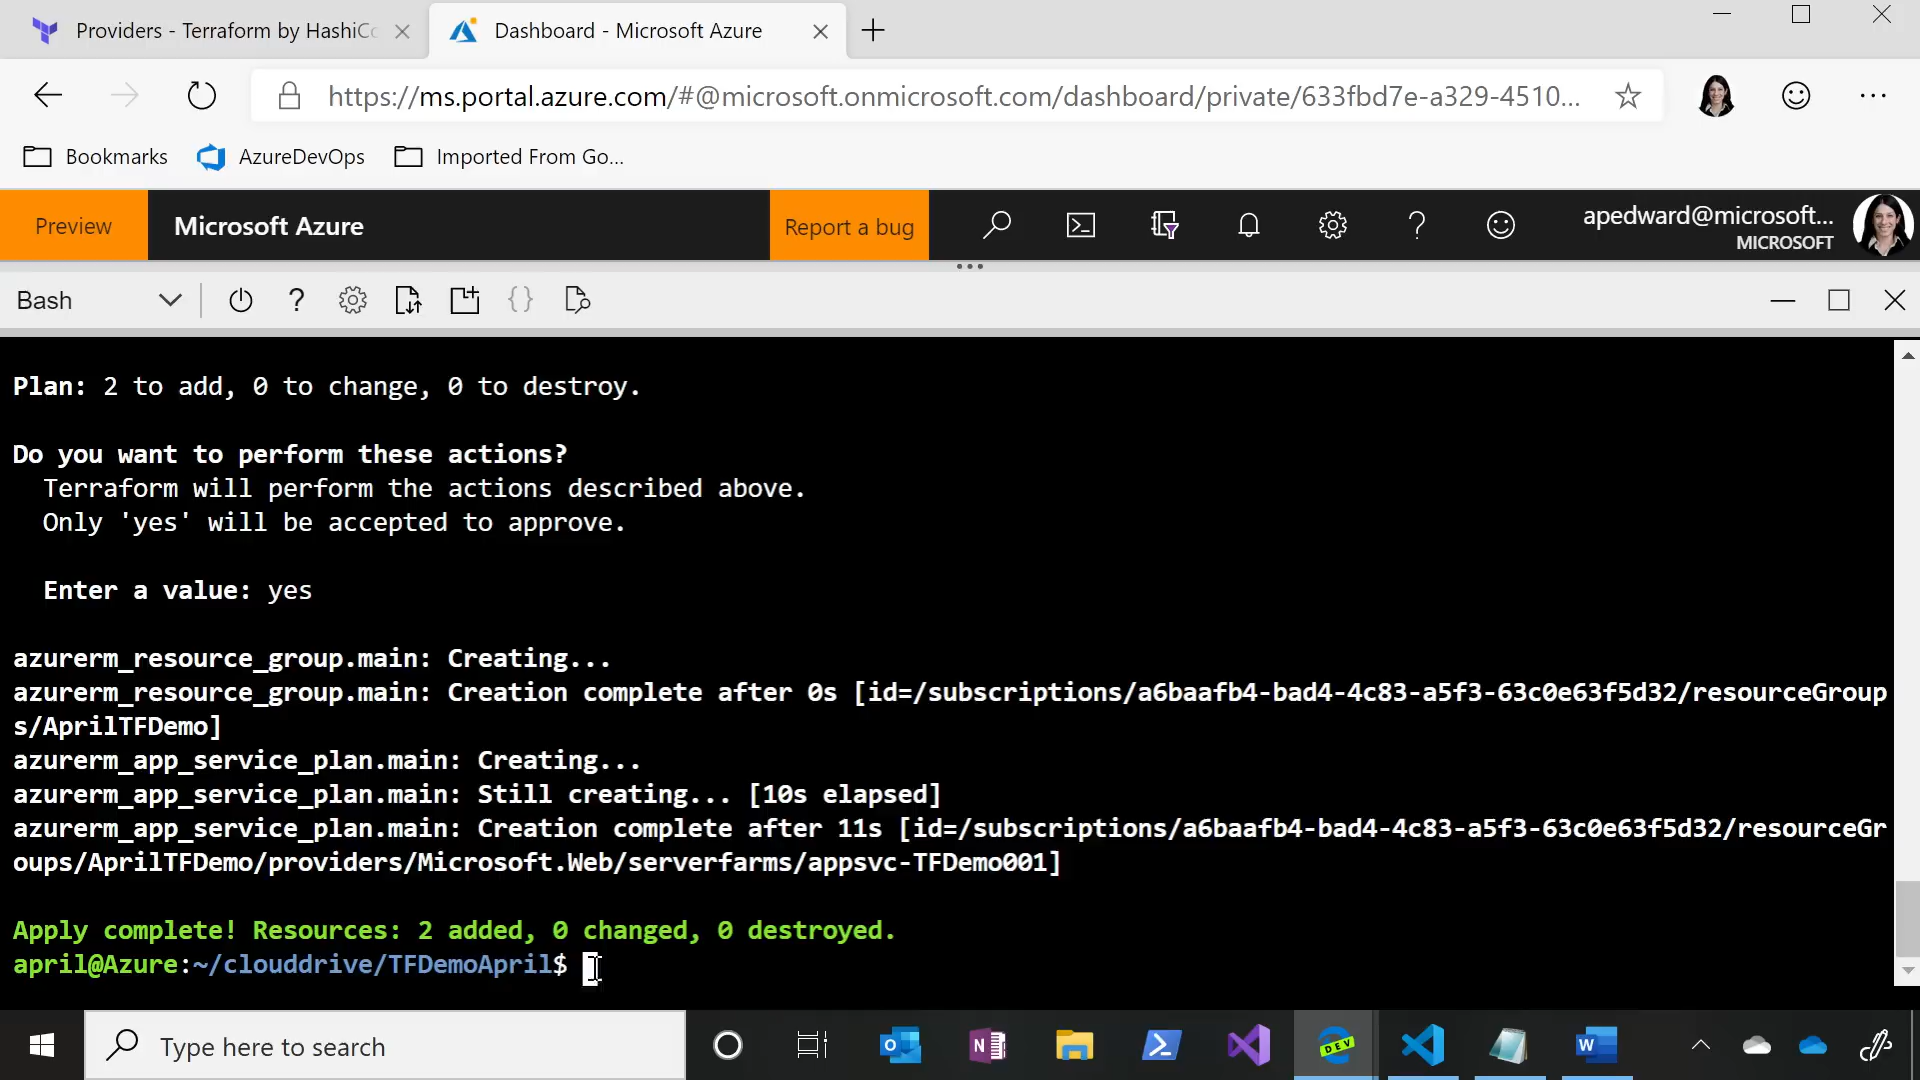 Providers - Terraform by HashiCo
Dashboard - Microsoft Azure
https://ms.portal.azure.com/#@microsoft.onmicrosoft.com/dashboard/private/633fbd7e-a329-4510...
Bookmarks
AzureDevOps
Imported From Go...
Preview
Microsoft Azure
Report a bug
apedward@microsoft...
MICROSOFT
Bash
Plan: 2 to add, 0 to change, 0 to destroy.
Do you want to perform these actions?
Terraform will perform the actions described above.
Only 'yes' will be accepted to approve.
Enter a value: yes
azurerm_resource_group.main: Creating...
azurerm_resource_group.main: Creation complete after 0s [id=/subscriptions/a6baafb4-bad4-4c83-a5f3-63c0e63f5d32/resourceGroup
s/AprilTFDemo]
azurerm_app_service_plan.main: Creating...
azurerm_app_service_plan.main: Still creating... [10s elapsed]
azurerm_app_service_plan.main: Creation complete after 11s [id=/subscriptions/a6baafb4-bad4-4c83-a5f3-63c0e63f5d32/resourceGr
oups/AprilTFDemo/providers/Microsoft.Web/serverfarms/appsvc-TFDemo001]
Apply complete! Resources: 2 added, 0 changed, 0 destroyed.
april@Azure:~/clouddrive/TFDemoApril$
Type here to search
DEV